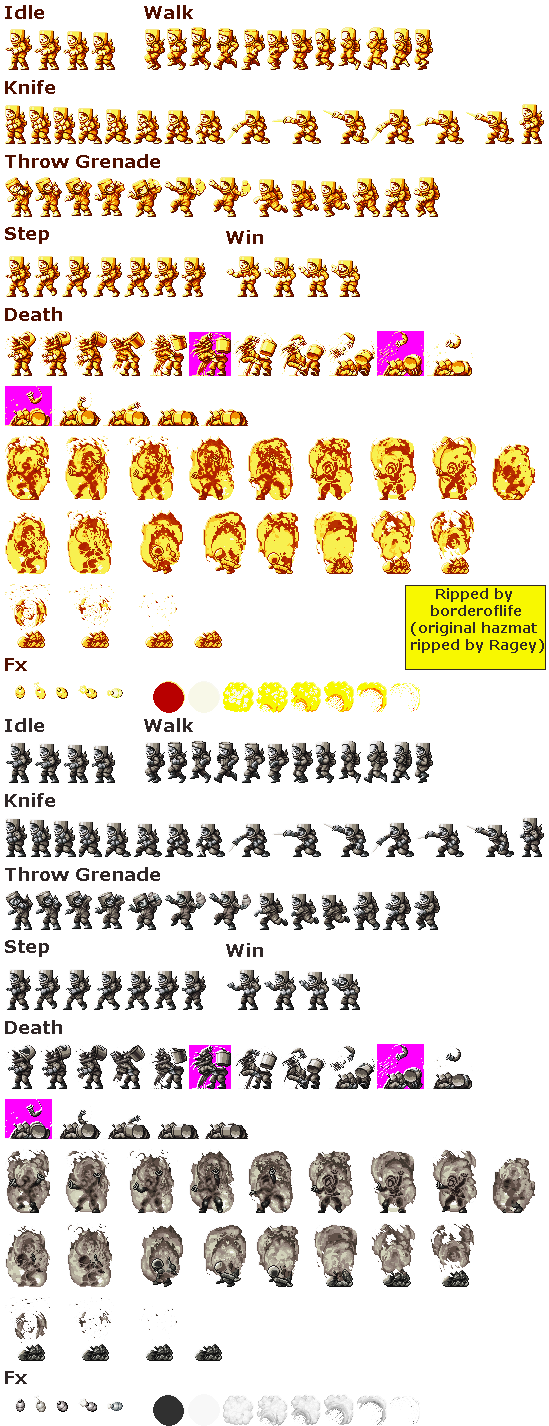 Idle
Walk
Knife
Throw Grenade
Step
Win
Death
Ripped by
borderoflife
(original hazmat
ripped by Ragey)
Fx
Idle
Walk
Knife
Throw Grenade
Step
Win
Death
Fx